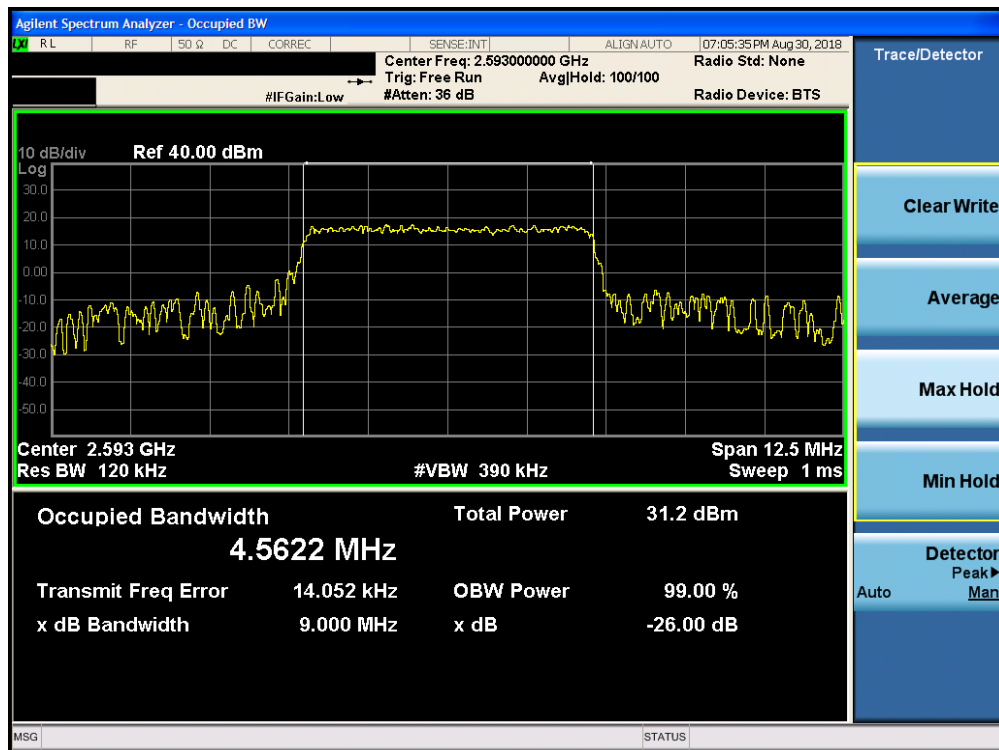 Agilent Spectrum Analyzer - Occupied BW
LXI RL RF 50 Ω DC CORREC SENSE:INT ALIGN AUTO 07:05:35 PM Aug 30, 2018
Center Freq: 2.593000000 GHz Radio Std: None
Trig: Free Run Avg|Hold: 100/100
#IFGain:Low #Atten: 36 dB Radio Device: BTS
Trace/Detector
10 dB/div Ref 40.00 dBm
Log
30.0
20.0
10.0
0.00
-10.0
-20.0
-30.0
-40.0
-50.0
Center 2.593 GHz Span 12.5 MHz
Res BW 120 kHz #VBW 390 kHz Sweep 1 ms
Occupied Bandwidth Total Power 31.2 dBm
4.5622 MHz
Transmit Freq Error 14.052 kHz OBW Power 99.00 %
x dB Bandwidth 9.000 MHz x dB -26.00 dB
Clear Write
Average
Max Hold
Min Hold
Detector
Peak▶
Auto Man
MSG STATUS